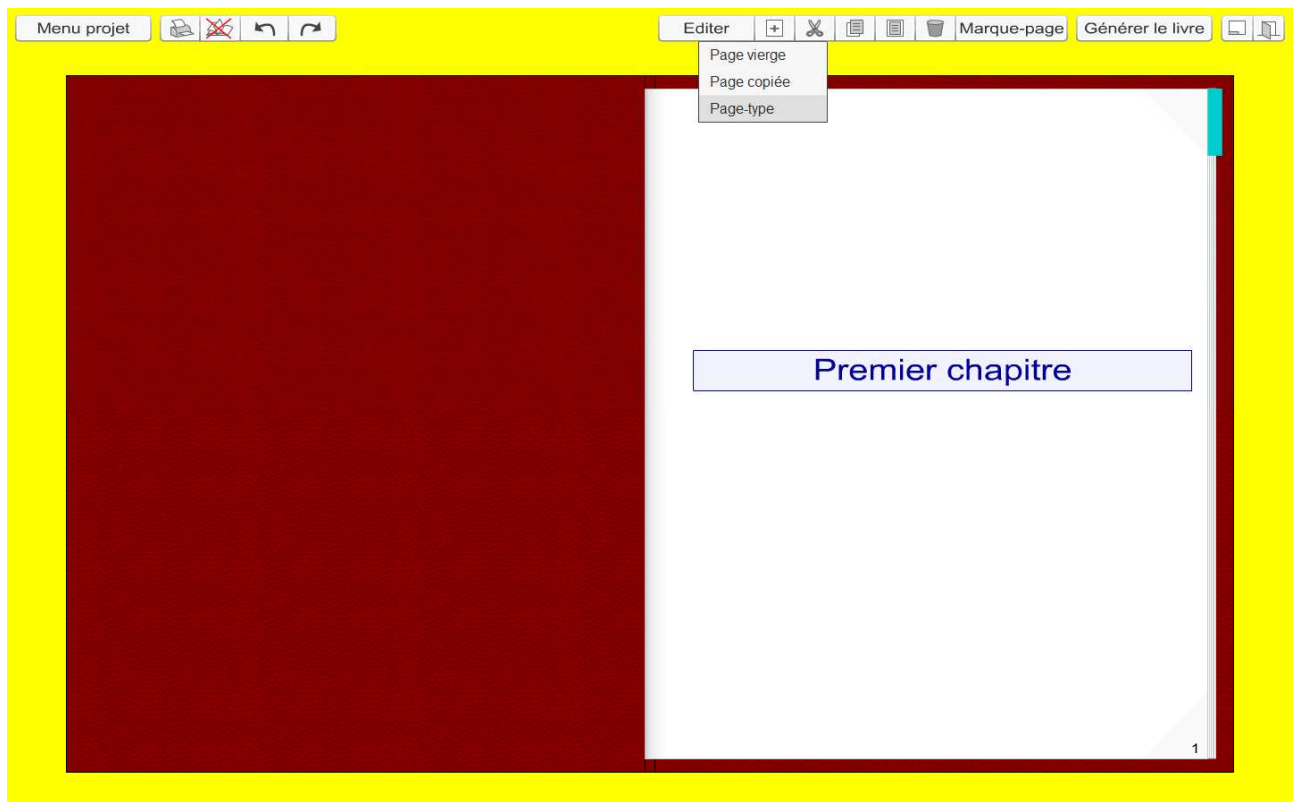 Menu projet
Editer
Marque-page
Générer le livre
Page vierge
Page copiée
Page-type
Premier chapitre
1